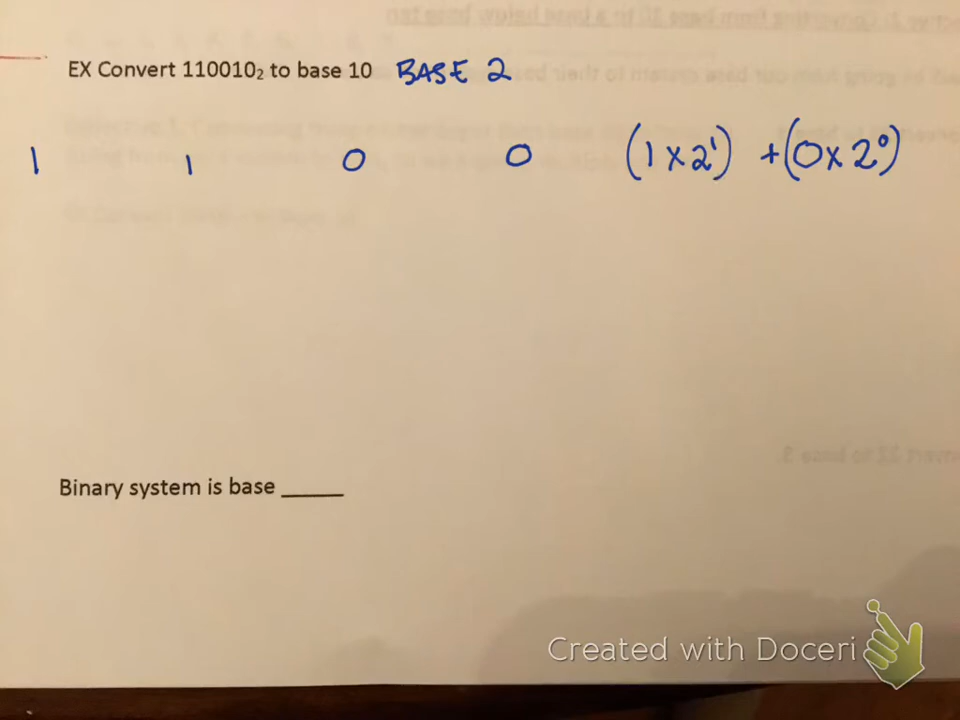 EX Convert 110010₂ to base 10 BASE 2
1 1 0 0 (1 x 2¹) + (0 x 2⁰)
Binary system is base _____
Created with Doceri